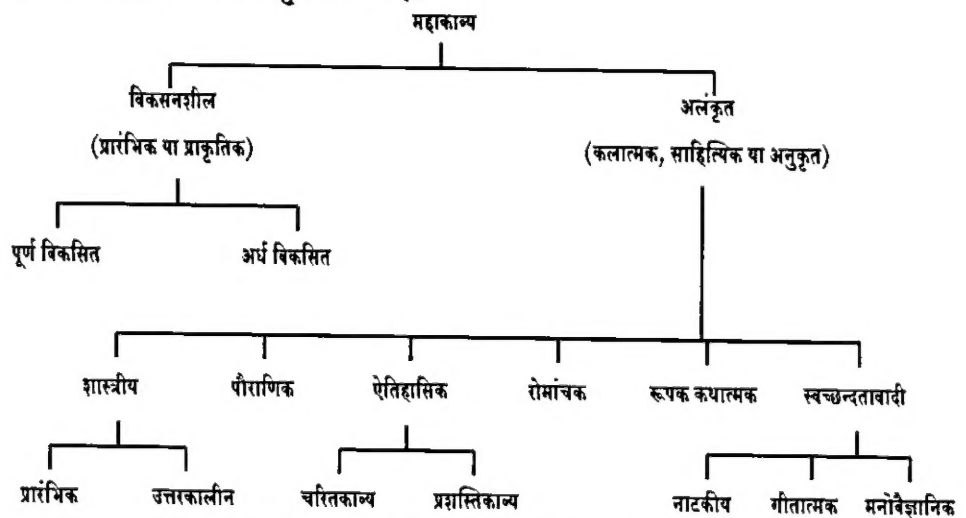 महाकाव्य
विकसनशील अलंकृत
(प्रारंभिक या प्राकृतिक) (कलात्मक, साहित्यिक या अनुकृत)
पूर्ण विकसित अर्ध विकसित
शास्त्रीय पौराणिक ऐतिहासिक रोमांचक रूपक कथात्मक स्वच्छन्दतावादी
प्रारंभिक उत्तरकालीन चरितकाव्य प्रशस्तिकाव्य नाटकीय गीतात्मक मनोवैज्ञानिक